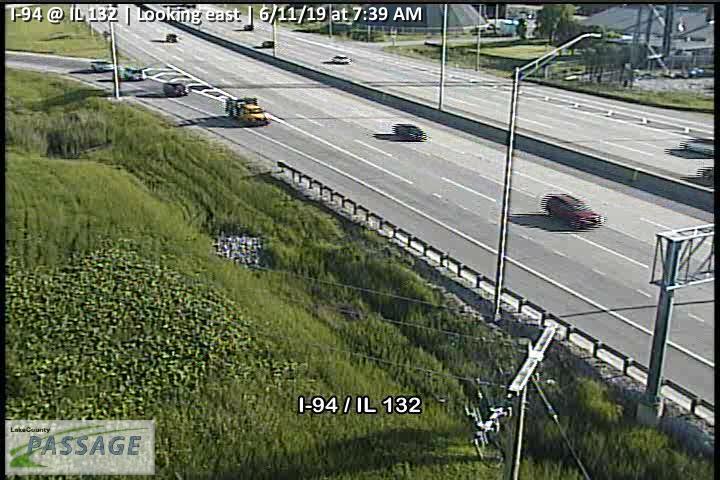 I-94 @ IL 132 | Looking east | 6/11/19 at 7:39 AM
I-94 / IL 132
LakeCounty
PASSAGE